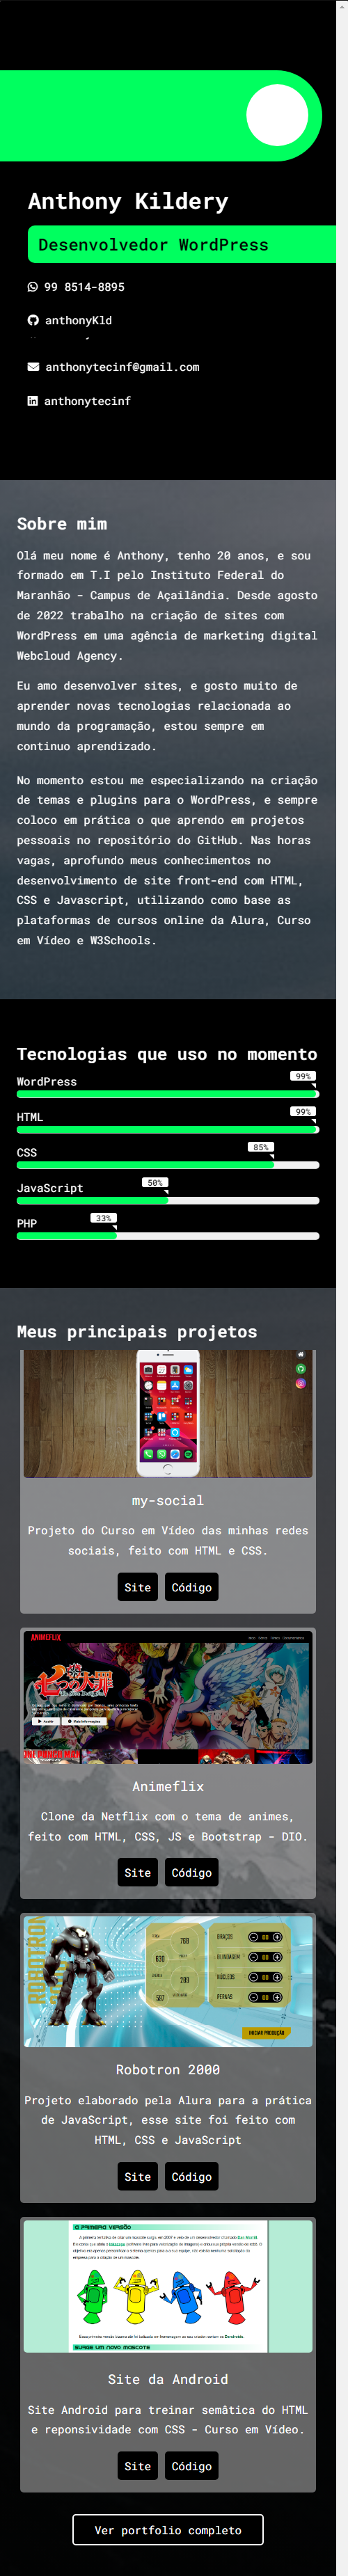 Anthony Kildery
Desenvolvedor WordPress
99 8514-8895
anthonyKld
anthonytecinf@gmail.com
anthonytecinf
Sobre mim
Olá meu nome é Anthony, tenho 20 anos, e sou
formado em T.I pelo Instituto Federal do
Maranhão - Campus de Açailândia. Desde agosto
de 2022 trabalho na criação de sites com
WordPress em uma agência de marketing digital
Webcloud Agency.
Eu amo desenvolver sites, e gosto muito de
aprender novas tecnologias relacionada ao
mundo da programação, estou sempre em
continuo aprendizado.
No momento estou me especializando na criação
de temas e plugins para o WordPress, e sempre
coloco em prática o que aprendo em projetos
pessoais no repositório do GitHub. Nas horas
vagas, aprofundo meus conhecimentos no
desenvolvimento de site front-end com HTML,
CSS e Javascript, utilizando como base as
plataformas de cursos online da Alura, Curso
em Vídeo e W3Schools.
Tecnologias que uso no momento
WordPress 99%
HTML 99%
CSS 85%
JavaScript 50%
PHP 33%
Meus principais projetos
my-social
Projeto do Curso em Vídeo das minhas redes
sociais, feito com HTML e CSS.
Site Código
ANIMEFLIX
Animeflix
Clone da Netflix com o tema de animes,
feito com HTML, CSS, JS e Bootstrap - DIO.
Site Código
ROBOTRON
BRAÇOS
BLINDAGEM
NÚCLEOS
PERNAS
INICIAR PRODUÇÃO
Robotron 2000
Projeto elaborado pela Alura para a prática
de JavaScript, esse site foi feito com
HTML, CSS e JavaScript
Site Código
A PRIMEIRA VERSÃO
SURGE UM NOVO MASCOTE
Site da Android
Site Android para treinar semâtica do HTML
e reponsividade com CSS - Curso em Vídeo.
Site Código
Ver portfolio completo